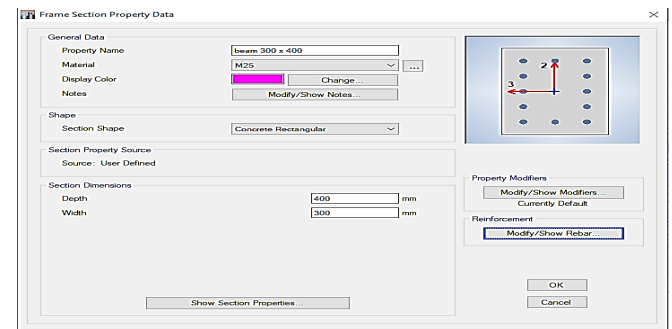 Frame Section Property Data
General Data
Property Name beam 300 x 400
Material M25 ...
Display Color Change...
Notes Modify/Show Notes...
Shape
Section Shape Concrete Rectangular
Section Property Source
Source: User Defined
Section Dimensions
Depth 400 mm
Width 300 mm
Show Section Properties...
2
3
Property Modifiers
Modify/Show Modifiers...
Currently Default
Reinforcement
Modify/Show Rebar...
OK
Cancel